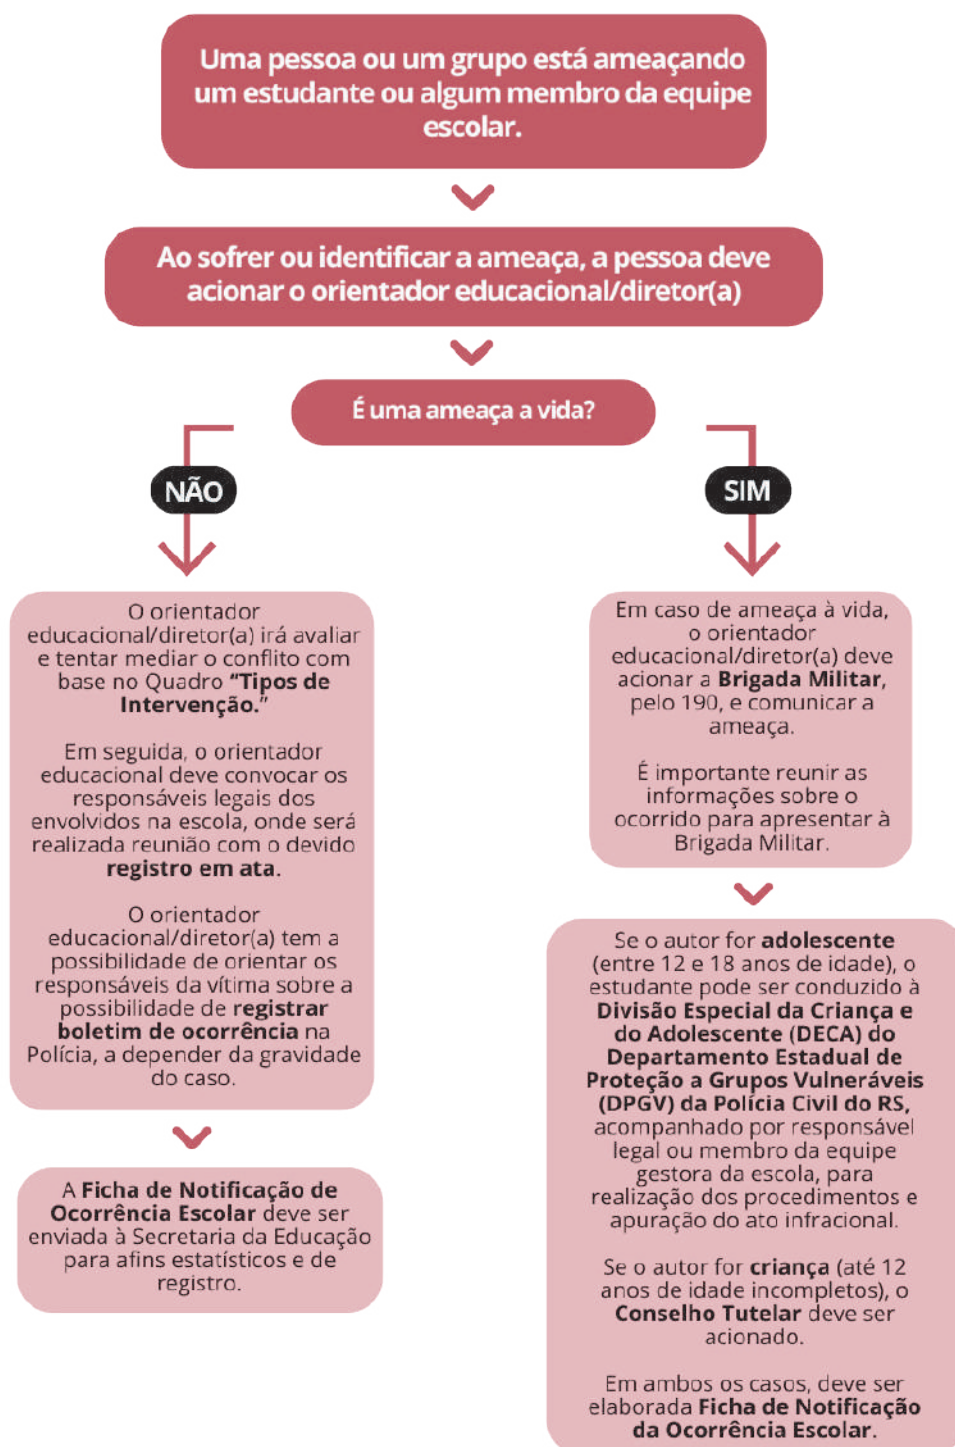 Uma pessoa ou um grupo está ameaçando
um estudante ou algum membro da equipe
escolar.
Ao sofrer ou identificar a ameaça, a pessoa deve
acionar o orientador educacional/diretor(a)
É uma ameaça a vida?
NÃO
O orientador
educacional/diretor(a) irá avaliar
e tentar mediar o conflito com
base no Quadro “Tipos de
Intervenção.”
Em seguida, o orientador
educacional deve convocar os
responsáveis legais dos
envolvidos na escola, onde será
realizada reunião com o devido
registro em ata.
O orientador
educacional/diretor(a) tem a
possibilidade de orientar os
responsáveis da vítima sobre a
possibilidade de registrar
boletim de ocorrência na
Polícia, a depender da gravidade
do caso.
A Ficha de Notificação de
Ocorrência Escolar deve ser
enviada à Secretaria da Educação
para afins estatísticos e de
registro.
SIM
Em caso de ameaça à vida,
o orientador
educacional/diretor(a) deve
acionar a Brigada Militar,
pelo 190, e comunicar a
ameaça.
É importante reunir as
informações sobre o
ocorrido para apresentar à
Brigada Militar.
Se o autor for adolescente
(entre 12 e 18 anos de idade), o
estudante pode ser conduzido à
Divisão Especial da Criança e
do Adolescente (DECA) do
Departamento Estadual de
Proteção a Grupos Vulneráveis
(DPGV) da Polícia Civil do RS,
acompanhado por responsável
legal ou membro da equipe
gestora da escola, para
realização dos procedimentos e
apuração do ato infracional.
Se o autor for criança (até 12
anos de idade incompletos), o
Conselho Tutelar deve ser
acionado.
Em ambos os casos, deve ser
elaborada Ficha de Notificação
da Ocorrência Escolar.